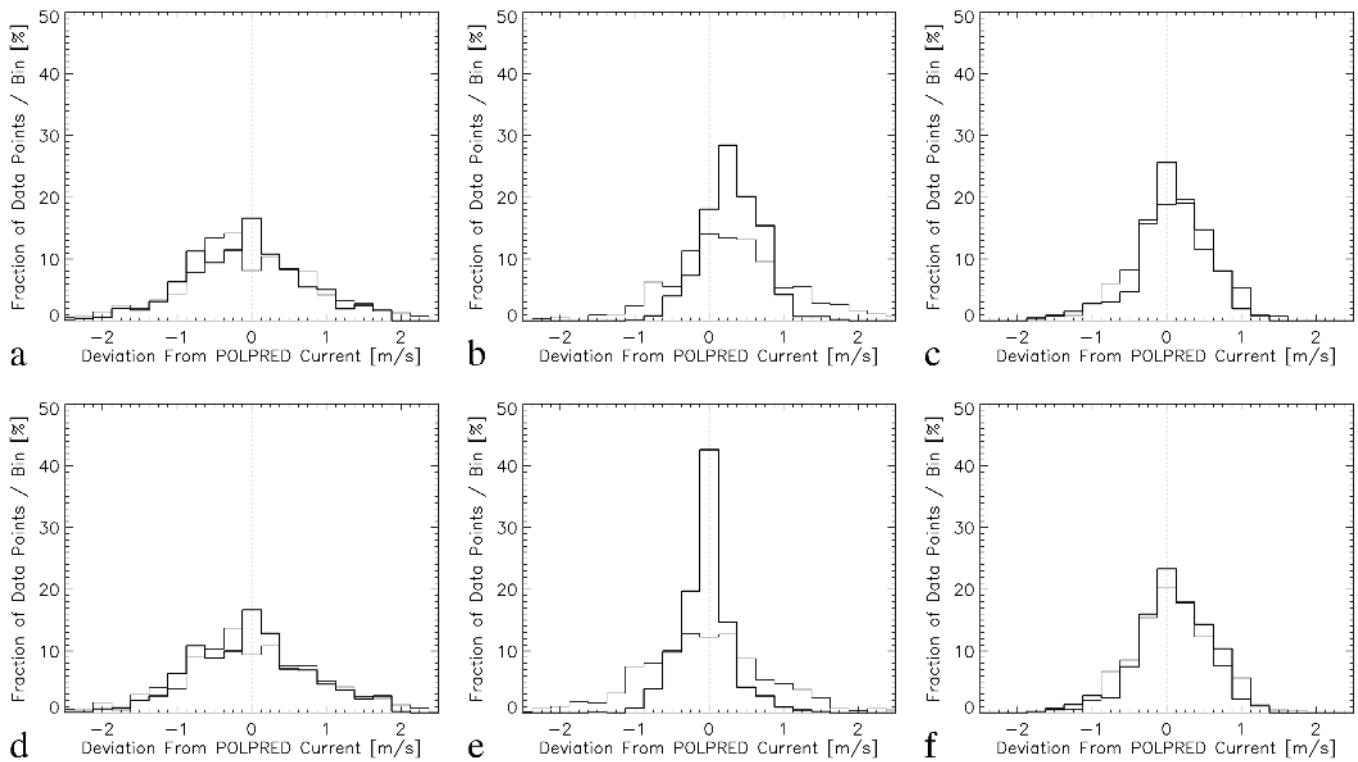 50 50 50
40 40 40
30 30 30
20 20 20
10 10 10
0 0 0
Fraction of Data Points / Bin [%] Fraction of Data Points / Bin [%] Fraction of Data Points / Bin [%]
−2 −1 0 1 2 −2 −1 0 1 2 −2 −1 0 1 2
a Deviation From POLPRED Current [m/s] b Deviation From POLPRED Current [m/s] c Deviation From POLPRED Current [m/s]
50 50 50
40 40 40
30 30 30
20 20 20
10 10 10
0 0 0
Fraction of Data Points / Bin [%] Fraction of Data Points / Bin [%] Fraction of Data Points / Bin [%]
−2 −1 0 1 2 −2 −1 0 1 2 −2 −1 0 1 2
d Deviation From POLPRED Current [m/s] e Deviation From POLPRED Current [m/s] f Deviation From POLPRED Current [m/s]